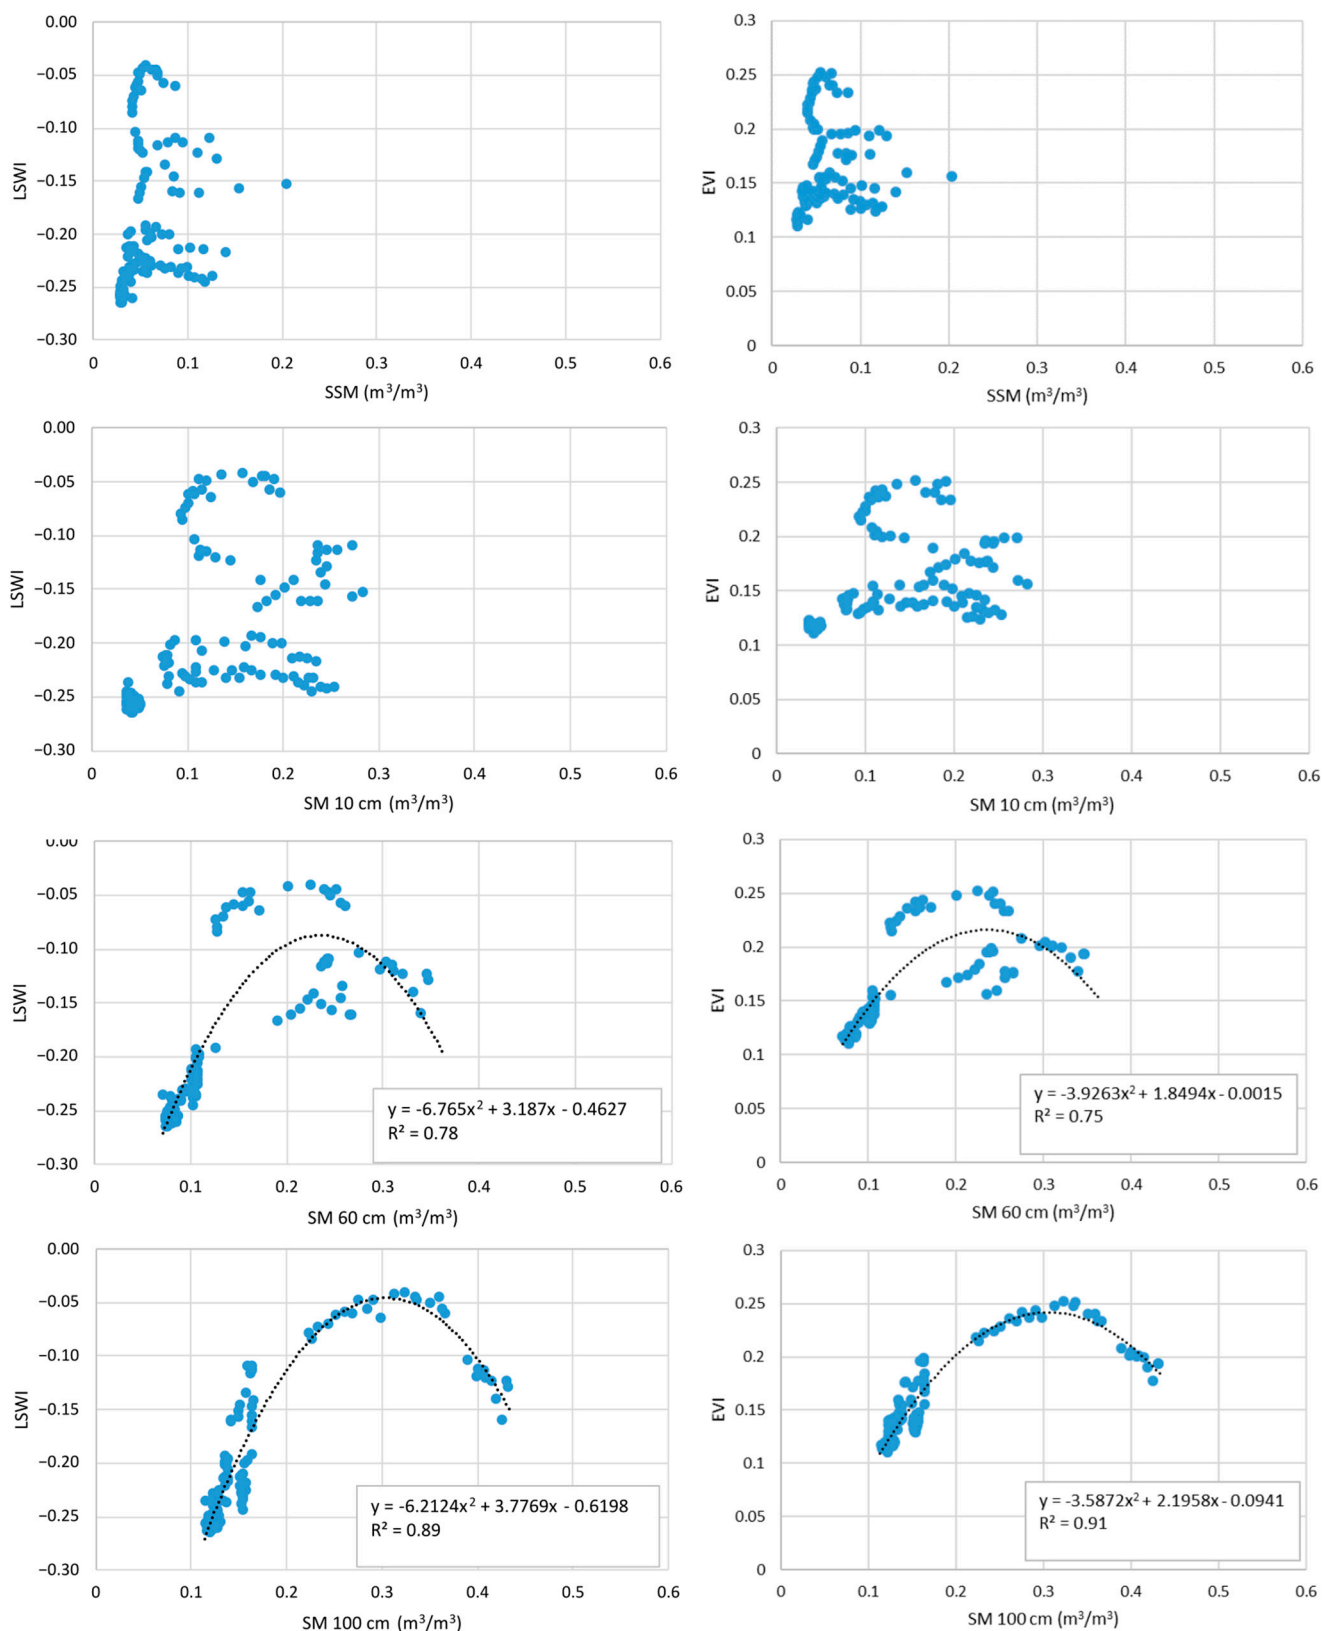 0.00
−0.05
−0.10
−0.15
−0.20
−0.25
−0.30
LSWI
0 0.1 0.2 0.3 0.4 0.5 0.6
SSM (m³/m³)
0.3
0.25
0.2
0.15
0.1
0.05
0
EVI
0 0.1 0.2 0.3 0.4 0.5 0.6
SSM (m³/m³)
0.00
−0.05
−0.10
−0.15
−0.20
−0.25
−0.30
LSWI
0 0.1 0.2 0.3 0.4 0.5 0.6
SM 10 cm (m³/m³)
0.3
0.25
0.2
0.15
0.1
0.05
0
EVI
0 0.1 0.2 0.3 0.4 0.5 0.6
SM 10 cm (m³/m³)
0.00
−0.05
−0.10
−0.15
−0.20
−0.25
−0.30
LSWI
y = -6.765x² + 3.187x - 0.4627
R² = 0.78
0 0.1 0.2 0.3 0.4 0.5 0.6
SM 60 cm (m³/m³)
0.3
0.25
0.2
0.15
0.1
0.05
0
EVI
y = -3.9263x² + 1.8494x - 0.0015
R² = 0.75
0 0.1 0.2 0.3 0.4 0.5 0.6
SM 60 cm (m³/m³)
0.00
−0.05
−0.10
−0.15
−0.20
−0.25
−0.30
LSWI
y = -6.2124x² + 3.7769x - 0.6198
R² = 0.89
0 0.1 0.2 0.3 0.4 0.5 0.6
SM 100 cm (m³/m³)
0.3
0.25
0.2
0.15
0.1
0.05
0
EVI
y = -3.5872x² + 2.1958x - 0.0941
R² = 0.91
0 0.1 0.2 0.3 0.4 0.5 0.6
SM 100 cm (m³/m³)